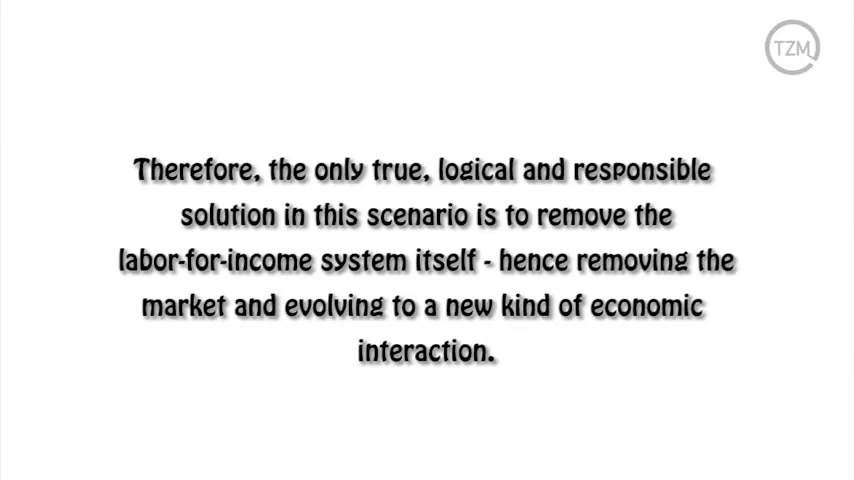 TZM
Therefore, the only true, logical and responsible
solution in this scenario is to remove the
labor-for-income system itself - hence removing the
market and evolving to a new kind of economic
interaction.